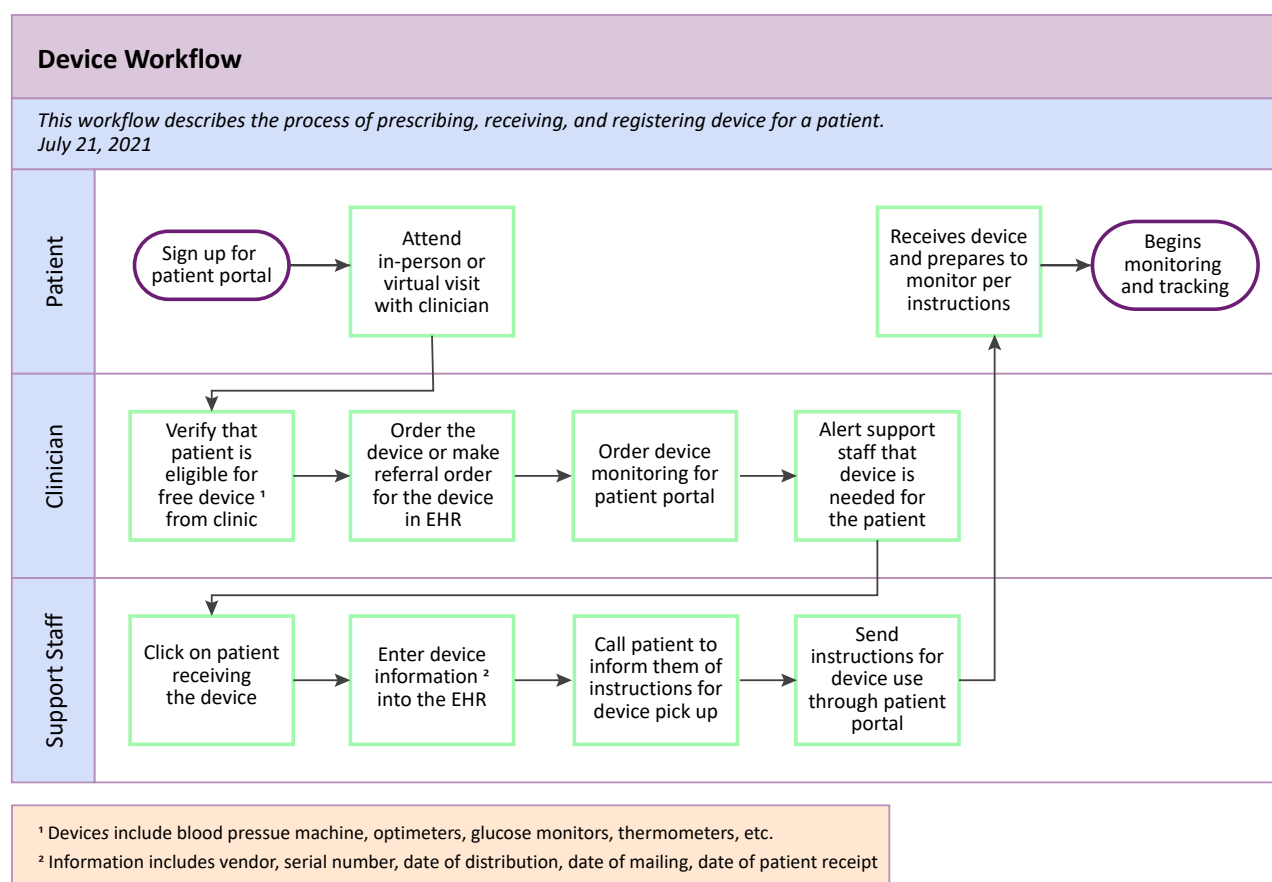 Device Workflow
This workflow describes the process of prescribing, receiving, and registering device for a patient.
July 21, 2021
Patient
Sign up for
patient portal
Attend
in-person or
virtual visit
with clinician
Receives device
and prepares to
monitor per
instructions
Begins
monitoring
and tracking
Clinician
Verify that
patient is
eligible for
free device ¹
from clinic
Order the
device or make
referral order
for the device
in EHR
Order device
monitoring for
patient portal
Alert support
staff that
device is
needed for
the patient
Support Staff
Click on patient
receiving
the device
Enter device
information ²
into the EHR
Call patient to
inform them of
instructions for
device pick up
Send
instructions for
device use
through patient
portal
¹ Devices include blood pressue machine, optimeters, glucose monitors, thermometers, etc.
² Information includes vendor, serial number, date of distribution, date of mailing, date of patient receipt